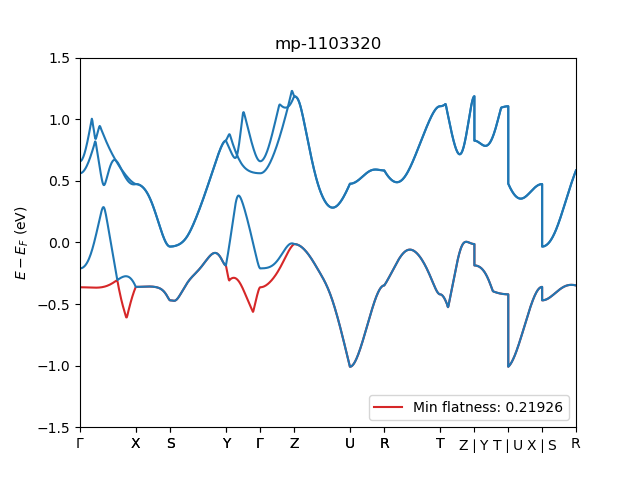 mp-1103320
1.5
1.0
0.5
0.0
−0.5
−1.0
−1.5
E − E_F (eV)
Min flatness: 0.21926
Γ X S Y Γ Z U R T Z | Y T | U X | S R